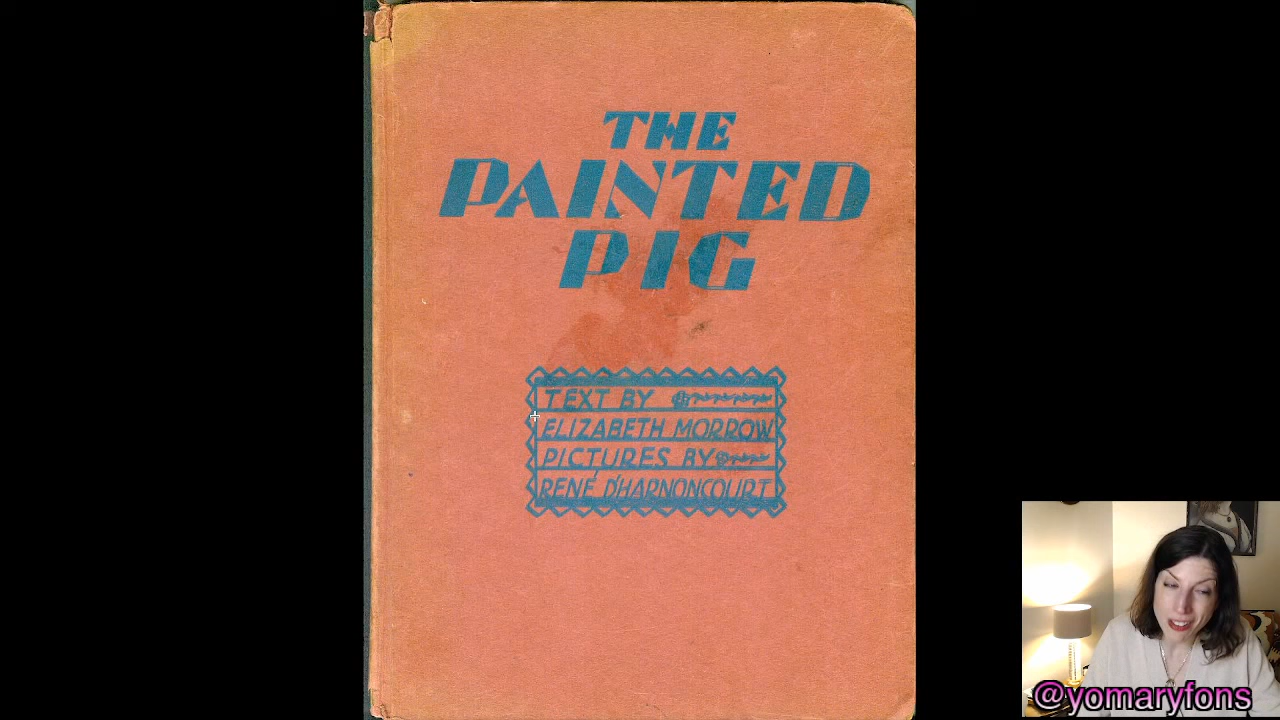 THE
PAINTED
PIG
TEXT BY
ELIZABETH MORROW
PICTURES BY
RENÉ D'HARNONCOURT
@yomaryfons